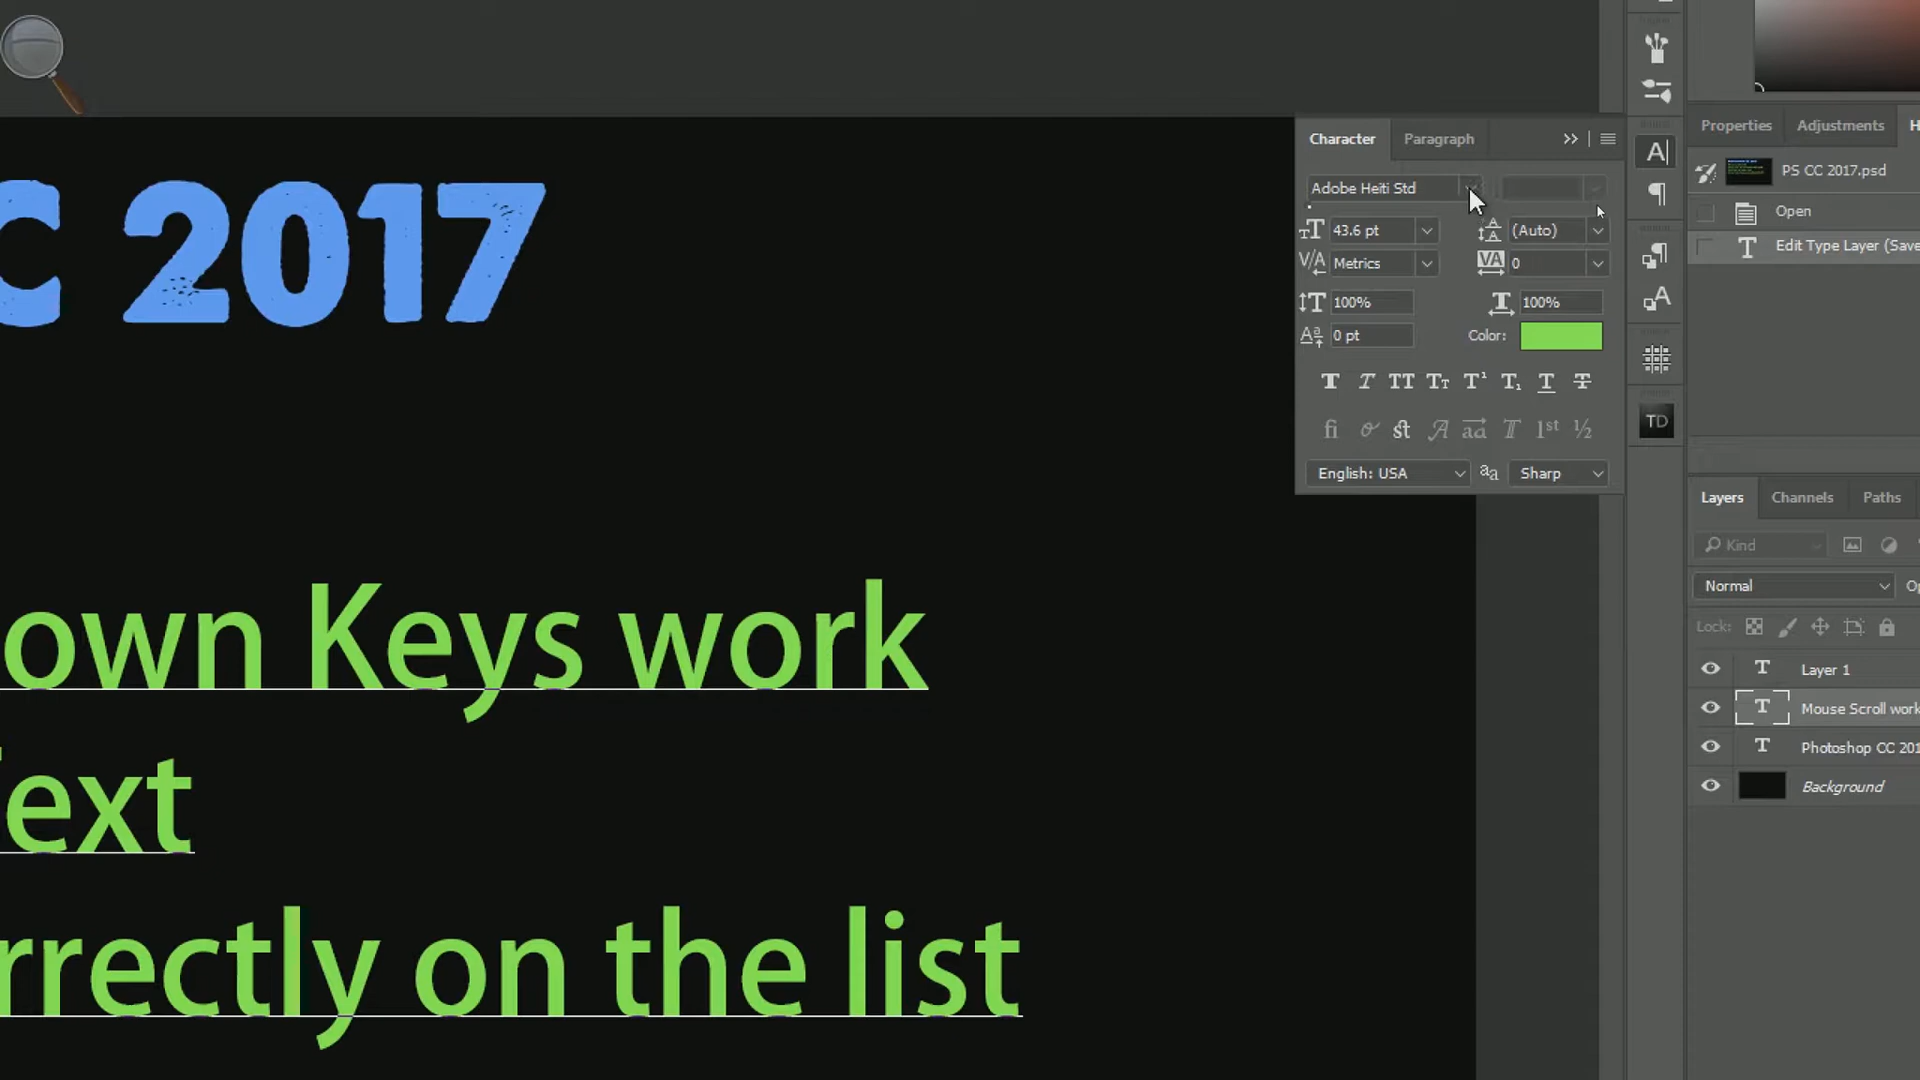 C 2017
own Keys work
ext
rrectly on the list
Character
Paragraph
Adobe Heiti Std
43.6 pt
(Auto)
Metrics
0
100%
100%
0 pt
Color:
English: USA
Sharp
TD
Properties
Adjustments
H
PS CC 2017.psd
Open
Edit Type Layer (Save
Layers
Channels
Paths
Kind
Normal
Op
Lock:
Layer 1
Mouse Scroll work
Photoshop CC 201
Background